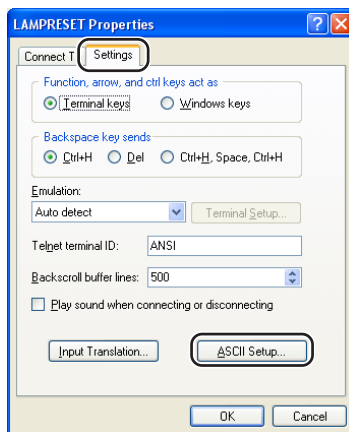 LAMPRESET Properties
Connect T Settings
Function, arrow, and ctrl keys act as
Terminal keys Windows keys
Backspace key sends
Ctrl+H Del Ctrl+H, Space, Ctrl+H
Emulation:
Auto detect Terminal Setup...
Telnet terminal ID: ANSI
Backscroll buffer lines: 500
Play sound when connecting or disconnecting
Input Translation... ASCII Setup...
OK Cancel